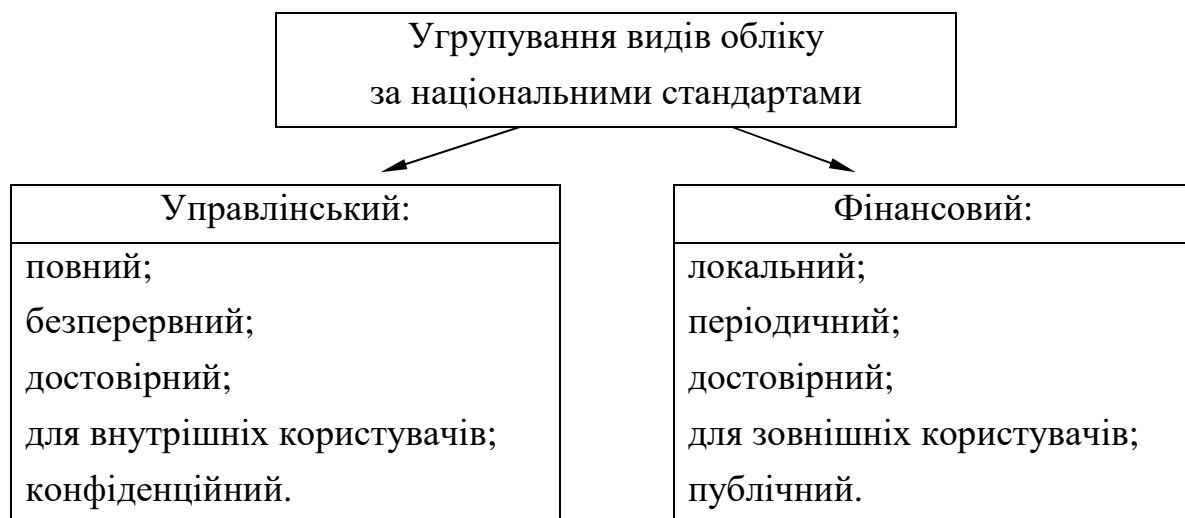 Угрупування видів обліку
за національними стандартами
Управлінський:
повний;
безперервний;
достовірний;
для внутрішніх користувачів;
конфіденційний.
Фінансовий:
локальний;
періодичний;
достовірний;
для зовнішніх користувачів;
публічний.